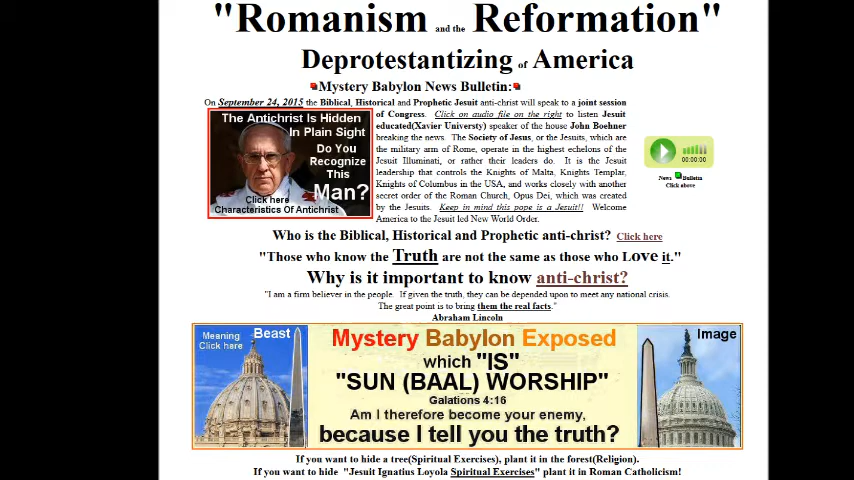 "Romanism and the Reformation"
Deprotestantizing of America
Mystery Babylon News Bulletin:
On September 24, 2015 the Biblical, Historical and Prophetic Jesuit anti-christ will speak to a joint session
of Congress. Click on audio file on the right to listen Jesuit
educated(Xavier Universty) speaker of the house John Boehner
breaking the news. The Society of Jesus, or the Jesuits, which are
the military arm of Rome, operate in the highest echelons of the
Jesuit Illuminati, or rather their leaders do. It is the Jesuit
leadership that controls the Knights of Malta, Knights Templar,
Knights of Columbus in the USA, and works closely with another
secret order of the Roman Church, Opus Dei, which was created
by the Jesuits. Keep in mind this pope is a Jesuit!! Welcome
America to the Jesuit led New World Order.
The Antichrist Is Hidden
In Plain Sight
Do You
Recognize
This
Man?
Click here
Characteristics Of Antichrist
00:00:00
News Bulletin
Click above
Who is the Biblical, Historical and Prophetic anti-christ? Click here
"Those who know the Truth are not the same as those who Love it."
Why is it important to know anti-christ?
"I am a firm believer in the people. If given the truth, they can be depended upon to meet any national crisis.
The great point is to bring them the real facts."
Abraham Lincoln
Meaning
Click here
Beast
Mystery Babylon Exposed
which "IS"
"SUN (BAAL) WORSHIP"
Galations 4:16
Am I therefore become your enemy,
because I tell you the truth?
Image
If you want to hide a tree(Spiritual Exercises), plant it in the forest(Religion).
If you want to hide "Jesuit Ignatius Loyola Spiritual Exercises" plant it in Roman Catholicism!